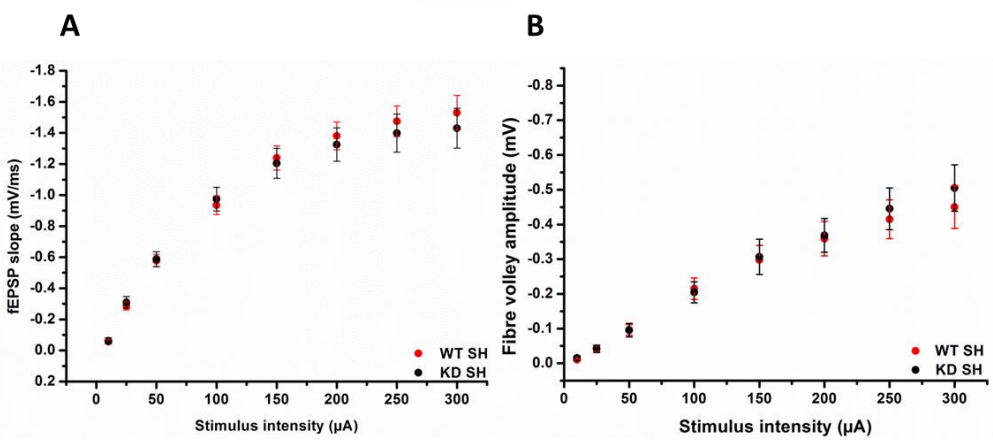 A
B
fEPSP slope (mV/ms)
-1.8
-1.6
-1.4
-1.2
-1.0
-0.8
-0.6
-0.4
-0.2
0.0
0.2
WT SH
KD SH
0 50 100 150 200 250 300
Stimulus intensity (µA)
Fibre volley amplitude (mV)
-0.8
-0.7
-0.6
-0.5
-0.4
-0.3
-0.2
-0.1
0.0
WT SH
KD SH
0 50 100 150 200 250 300
Stimulus intensity (µA)